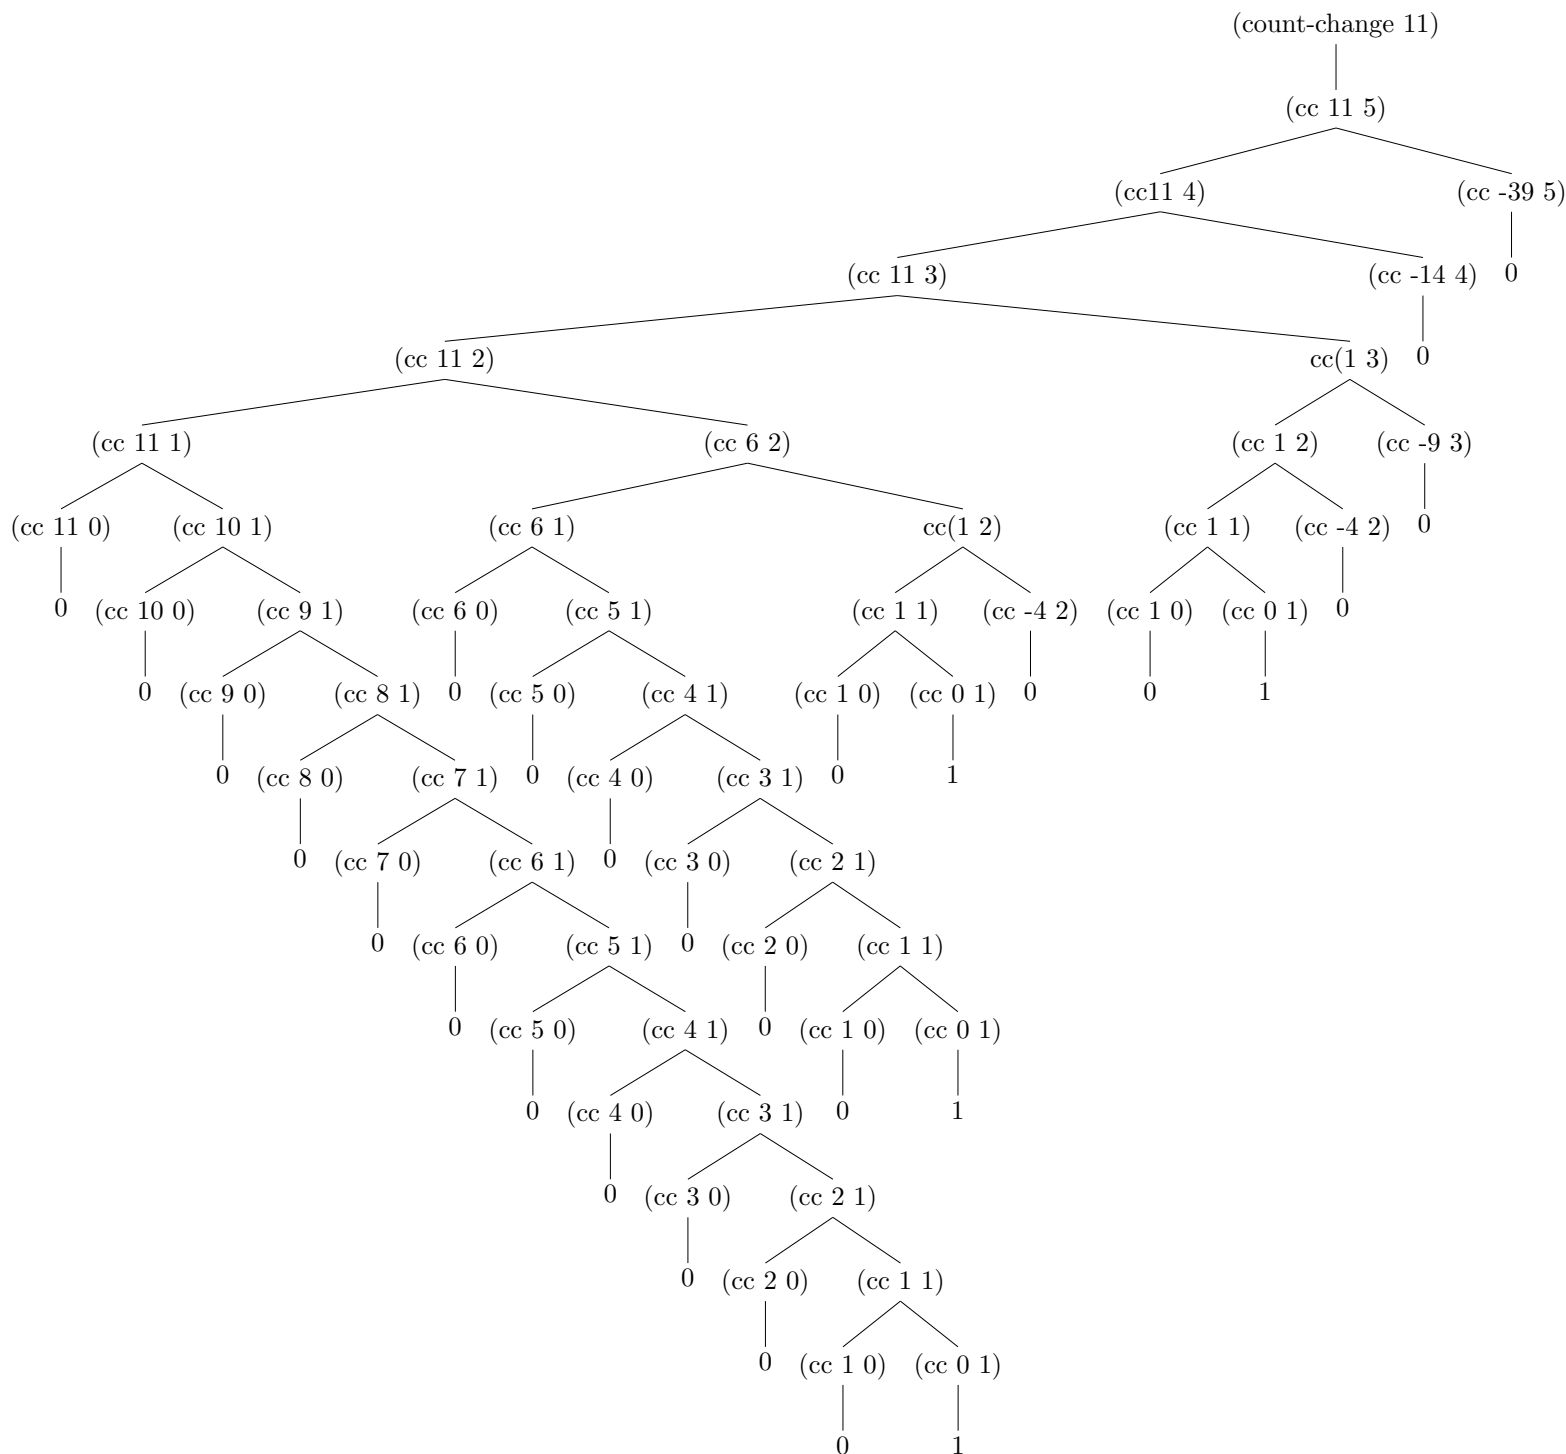 (count-change 11)
(cc 11 5)
(cc11 4) (cc -39 5)
(cc 11 3) (cc -14 4) 0
(cc 11 2) cc(1 3) 0
(cc 11 1) (cc 6 2) (cc 1 2) (cc -9 3)
(cc 11 0) (cc 10 1) (cc 6 1) cc(1 2) (cc 1 1) (cc -4 2) 0
0 (cc 10 0) (cc 9 1) (cc 6 0) (cc 5 1) (cc 1 1) (cc -4 2) (cc 1 0) (cc 0 1) 0
0 (cc 9 0) (cc 8 1) 0 (cc 5 0) (cc 4 1) (cc 1 0) (cc 0 1) 0 0 1
0 (cc 8 0) (cc 7 1) 0 (cc 4 0) (cc 3 1) 0 1
0 (cc 7 0) (cc 6 1) 0 (cc 3 0) (cc 2 1)
0 (cc 6 0) (cc 5 1) 0 (cc 2 0) (cc 1 1)
0 (cc 5 0) (cc 4 1) 0 (cc 1 0) (cc 0 1)
0 (cc 4 0) (cc 3 1) 0 1
0 (cc 3 0) (cc 2 1)
0 (cc 2 0) (cc 1 1)
0 (cc 1 0) (cc 0 1)
0 1